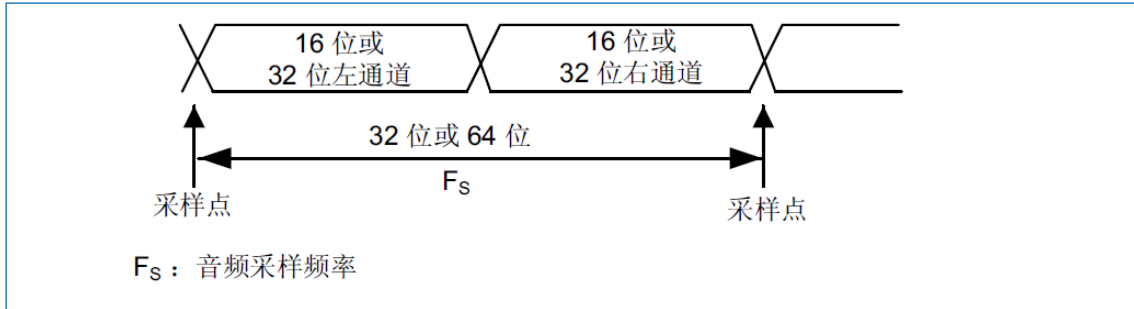 16 位或
32 位左通道
16 位或
32 位右通道
32 位或 64 位
FS
采样点
采样点
FS： 音频采样频率